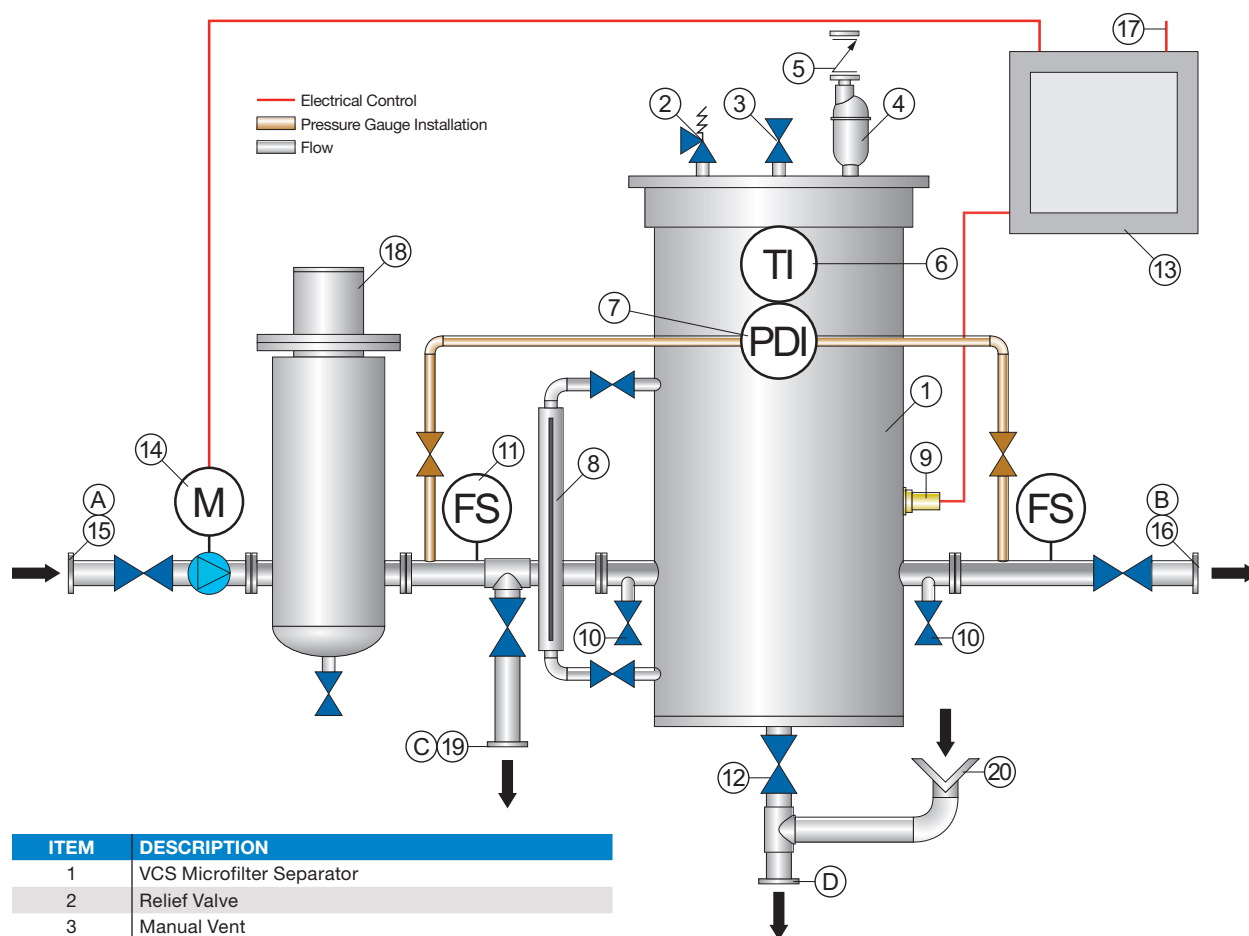 17
5
2
3
4
Electrical Control
Pressure Gauge Installation
Flow
18
TI
6
13
7
PDI
1
14
11
8
9
A
M
FS
FS
B
15
16
10
10
C
19
12
20
D
ITEM DESCRIPTION
1 VCS Microfilter Separator
2 Relief Valve
3 Manual Vent